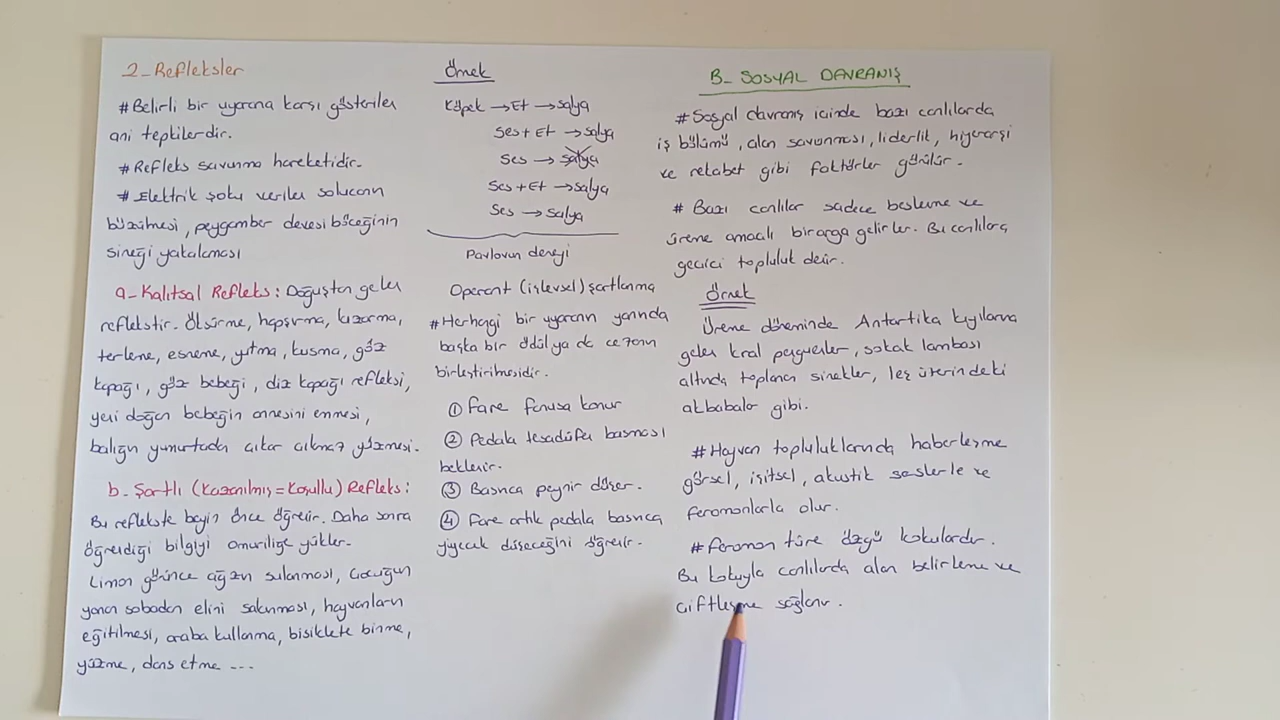 2_Refleksler
#Belirli bir uyarana karşı gösterilen
ani tepkilerdir.
#Refleks savunma hareketidir.
# Elektrik şoku verilen solucanın
büzülmesi, peygamber devesi böceğinin
sineği yakalaması
a-Kalıtsal Refleks: Doğuştan gelen
reflekstir. Öksürme, hapşırma, kızarma,
terleme, esneme, yutma, kusma, göz
kapağı, göz bebeği, diz kapağı refleksi,
yeni doğan bebeğin annesini emmesi,
balığın yumurtadan çıkar çıkmaz yüzmesi.
b- Şartlı (Kazanılmış=Koşullu) Refleks:
Bu reflekste beyin önce öğrenir. Daha sonra
öğrendiği bilgiyi omuriliğe yükler.
Limon görünce ağzın sulanması, çocuğun
yanan sobadan elini sakınması, hayvanların
eğitilmesi, araba kullanma, bisiklete binme,
yüzme, dans etme ---
Örnek
Köpek → Et → salya
Ses + Et → salya
Ses → salya
Ses + Et → salya
Ses → salya
Pavlovun deneyi
Operant (işlevsel) şartlanma
#Herhangi bir uyaranın yanında
başka bir ödül ya da cezanın
birleştirilmesidir.
① Fare fanusa konur
② Pedala tesadüfen basması
beklenir.
③ Basınca peynir düşer.
④ Fare artık pedala basınca
yiyecek düşeceğini öğrenir.
B- SOSYAL DAVRANIŞ
# Sosyal davranış içinde bazı canlılarda
iş bölümü, alan savunması, liderlik, hiyerarşi
ve rekabet gibi faktörler görülür.
# Bazı canlılar sadece beslenme ve
üreme amacılı bir araya gelirler. Bu canlılara
geçici topluluk denir.
Örnek
Üreme döneminde Antartika kıyılarına
gelen kral penguenler, sokak lambası
altında toplanan sinekler, leş üzerindeki
akbabalar gibi.
#Hayvan topluluklarında haberleşme
görsel, işitsel, akustik seslerle ve
feromonlarla olur.
#Feromon türe özgü kokulardır.
Bu kokuyla canlılarda alan belirleme ve
çiftleşme sağlanır.